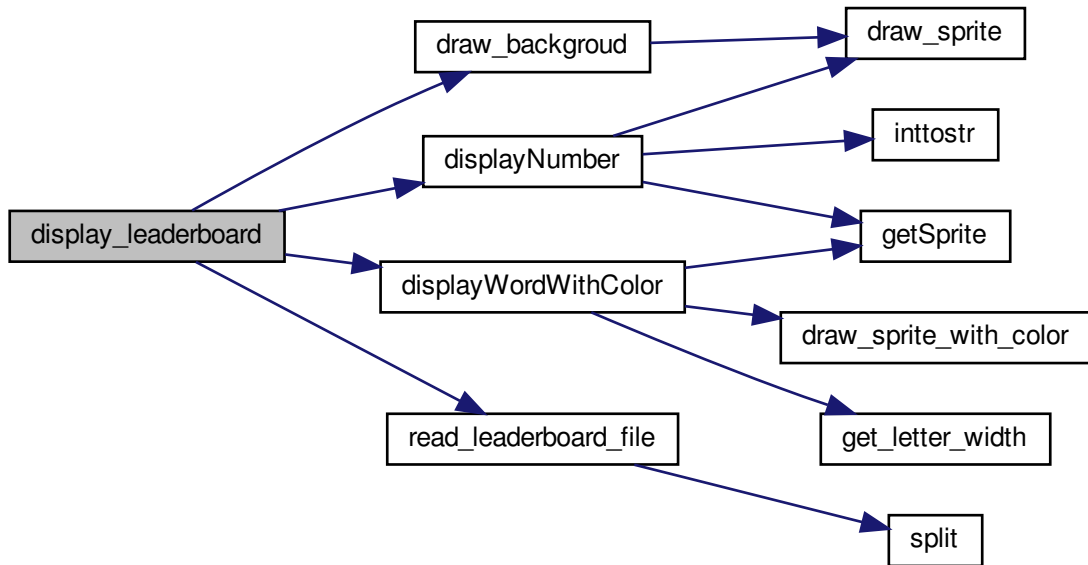 display_leaderboard
draw_backgroud
displayNumber
displayWordWithColor
read_leaderboard_file
draw_sprite
inttostr
getSprite
draw_sprite_with_color
get_letter_width
split